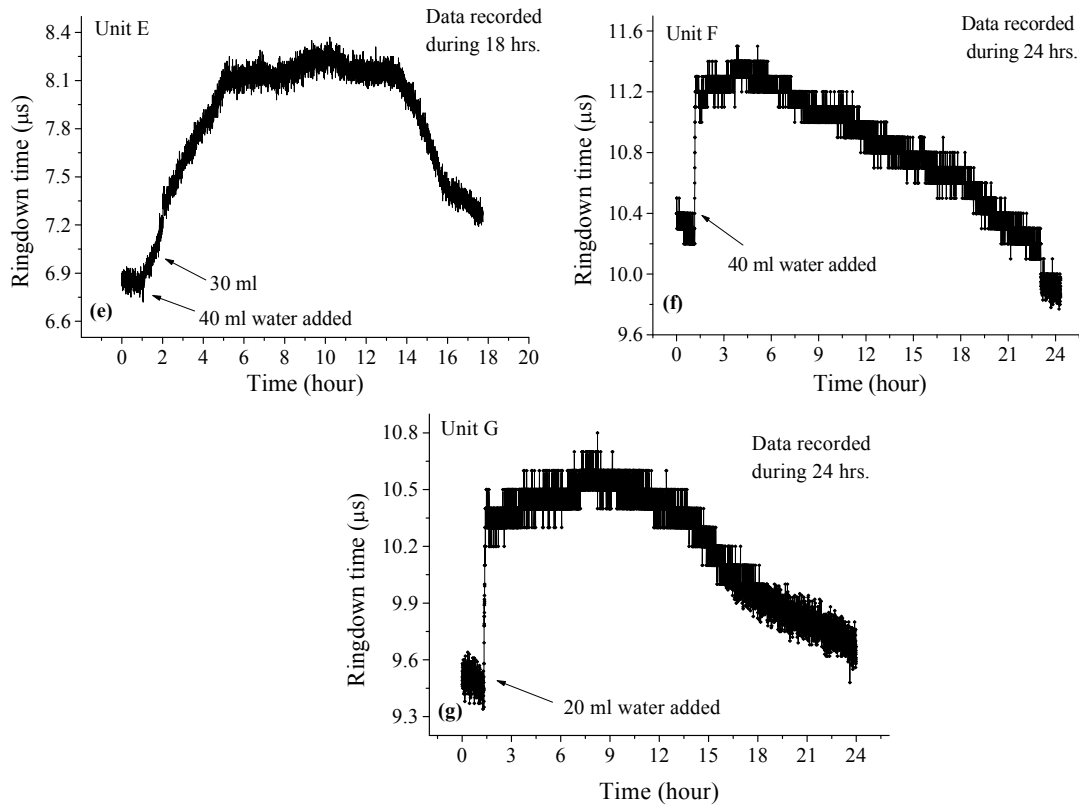 Unit E
Data recorded
during 18 hrs.
8.4
8.1
7.8
7.5
7.2
6.9
6.6
Ringdown time (μs)
30 ml
40 ml water added
(e)
0 2 4 6 8 10 12 14 16 18 20
Time (hour)
Unit F
Data recorded
during 24 hrs.
11.6
11.2
10.8
10.4
10.0
9.6
Ringdown time (μs)
40 ml water added
(f)
0 3 6 9 12 15 18 21 24
Time (hour)
Unit G
Data recorded
during 24 hrs.
10.8
10.5
10.2
9.9
9.6
9.3
Ringdown time (μs)
20 ml water added
(g)
0 3 6 9 12 15 18 21 24
Time (hour)